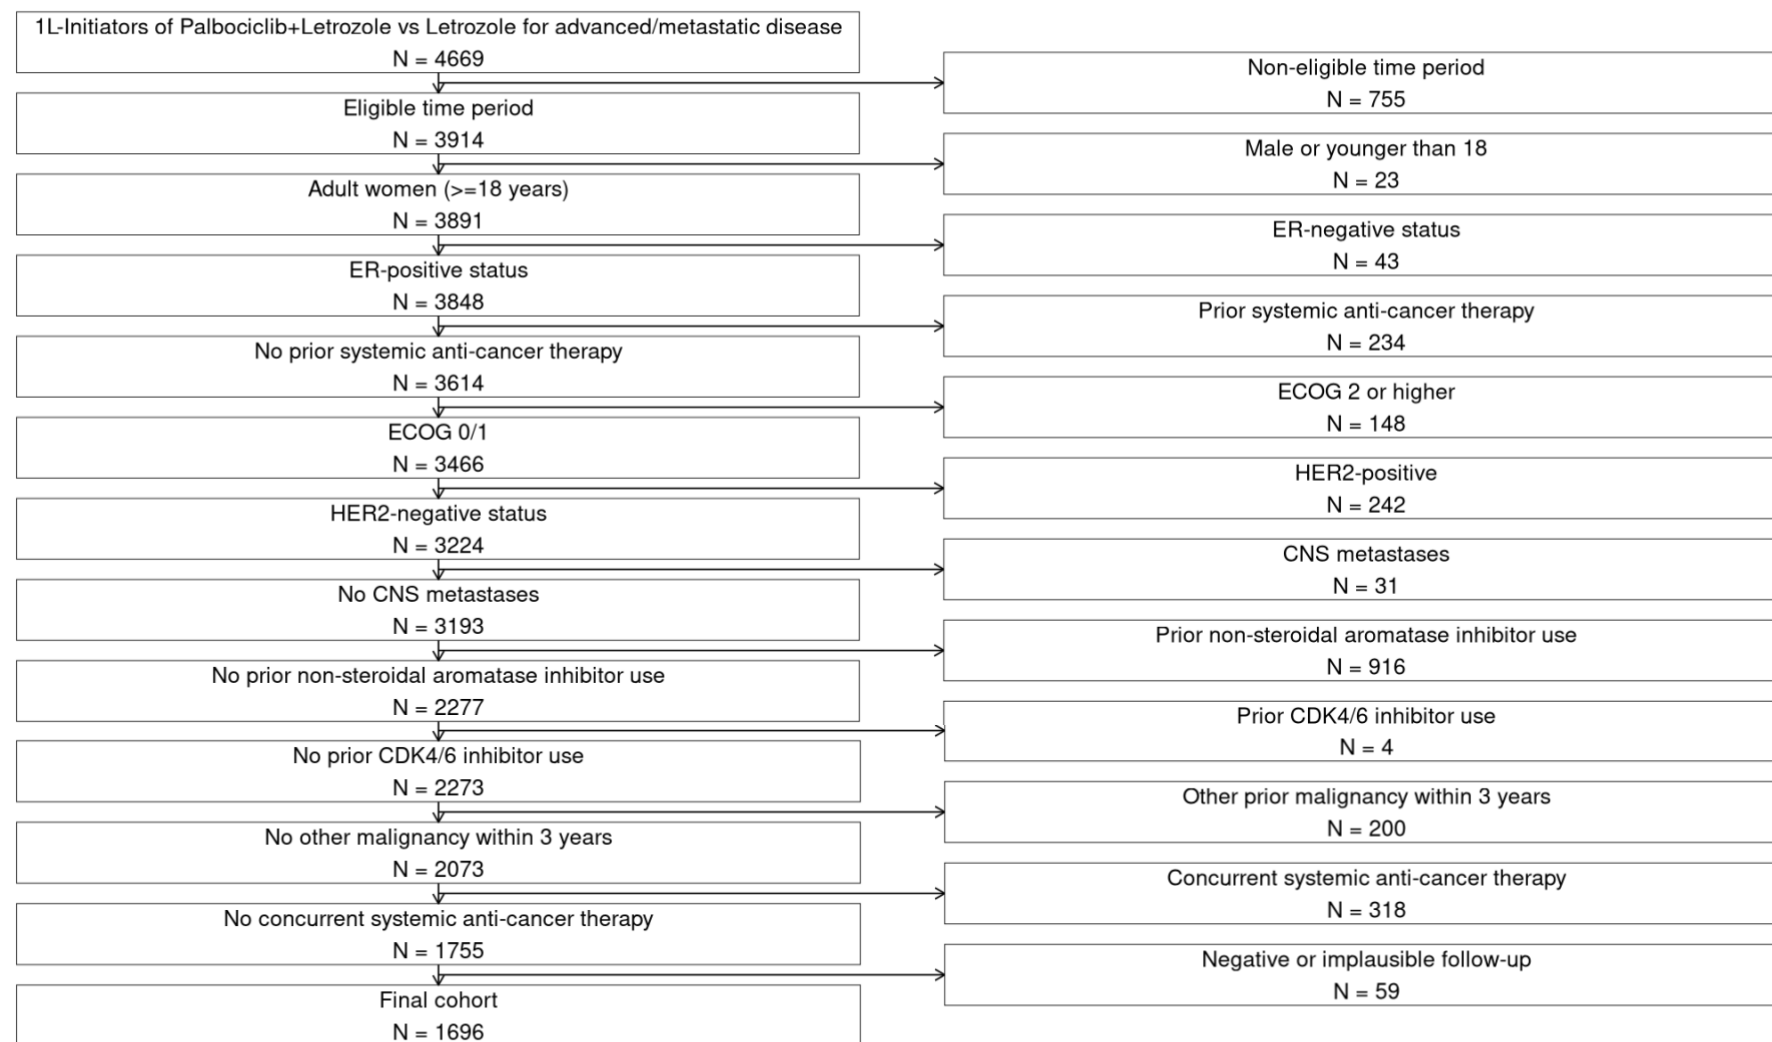 1L-Initiators of Palbociclib+Letrozole vs Letrozole for advanced/metastatic disease
N = 4669
Non-eligible time period
N = 755
Eligible time period
N = 3914
Male or younger than 18
N = 23
Adult women (>=18 years)
N = 3891
ER-negative status
N = 43
ER-positive status
N = 3848
Prior systemic anti-cancer therapy
N = 234
No prior systemic anti-cancer therapy
N = 3614
ECOG 2 or higher
N = 148
ECOG 0/1
N = 3466
HER2-positive
N = 242
HER2-negative status
N = 3224
CNS metastases
N = 31
No CNS metastases
N = 3193
Prior non-steroidal aromatase inhibitor use
N = 916
No prior non-steroidal aromatase inhibitor use
N = 2277
Prior CDK4/6 inhibitor use
N = 4
No prior CDK4/6 inhibitor use
N = 2273
Other prior malignancy within 3 years
N = 200
No other malignancy within 3 years
N = 2073
Concurrent systemic anti-cancer therapy
N = 318
No concurrent systemic anti-cancer therapy
N = 1755
Negative or implausible follow-up
N = 59
Final cohort
N = 1696